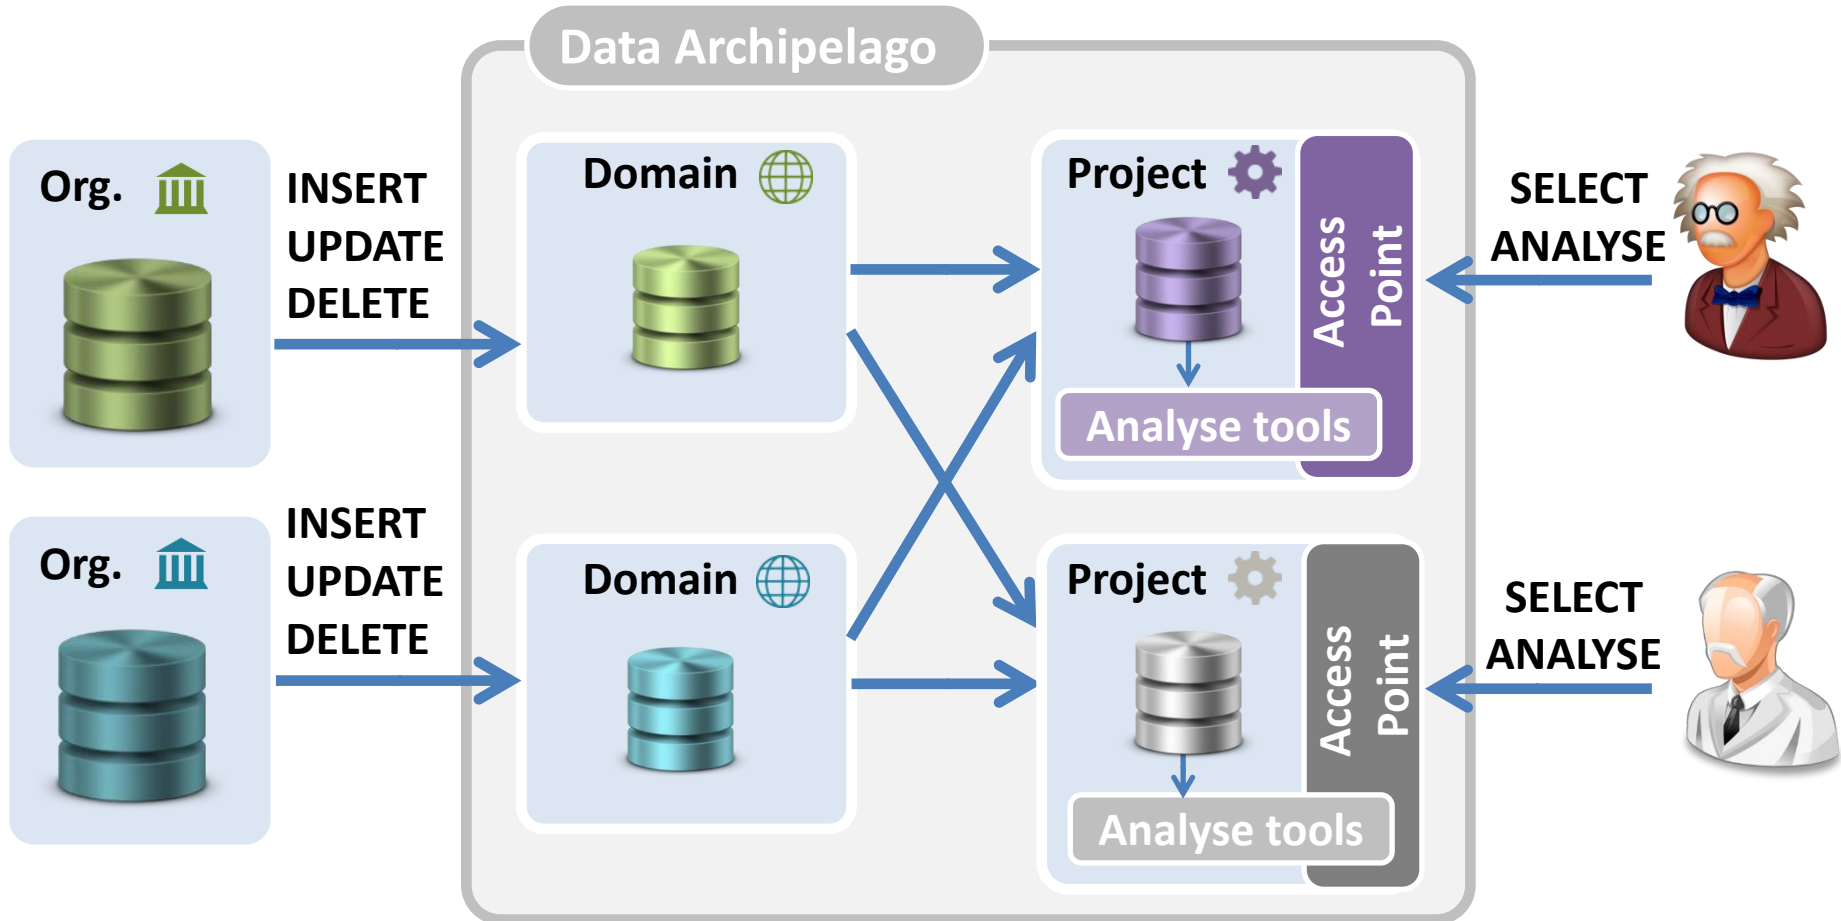 Data Archipelago
Org.
INSERT
UPDATE
DELETE
Domain
Project
Access
Point
Analyse tools
SELECT
ANALYSE
Org.
INSERT
UPDATE
DELETE
Domain
Project
Access
Point
Analyse tools
SELECT
ANALYSE